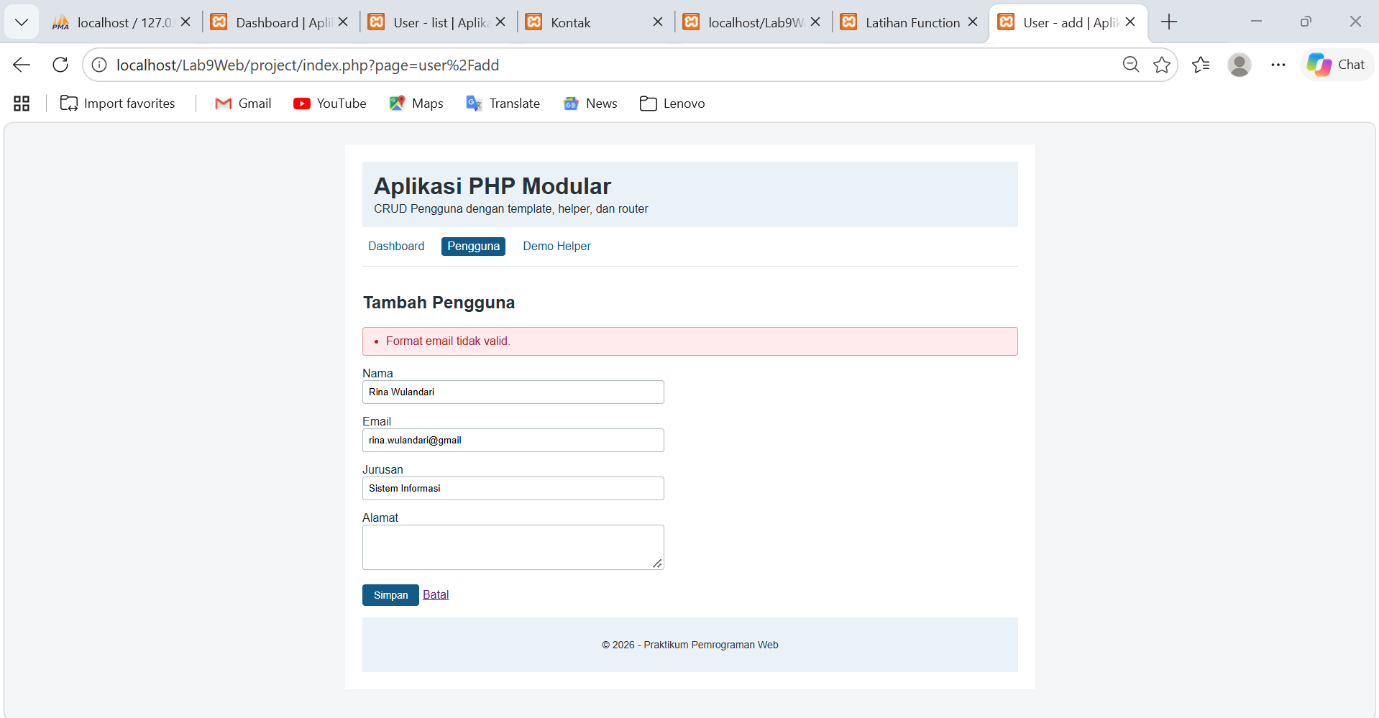 localhost / 127.0.
Dashboard | Apli
User - list | Aplika
Kontak
localhost/Lab9W
Latihan Function
User - add | Aplik
localhost/Lab9Web/project/index.php?page=user%2Fadd
Chat
Import favorites
Gmail
YouTube
Maps
Translate
News
Lenovo
Aplikasi PHP Modular
CRUD Pengguna dengan template, helper, dan router
Dashboard
Pengguna
Demo Helper
Tambah Pengguna
• Format email tidak valid.
Nama
Rina Wulandari
Email
rina.wulandari@gmail
Jurusan
Sistem Informasi
Alamat
Simpan Batal
© 2026 - Praktikum Pemrograman Web